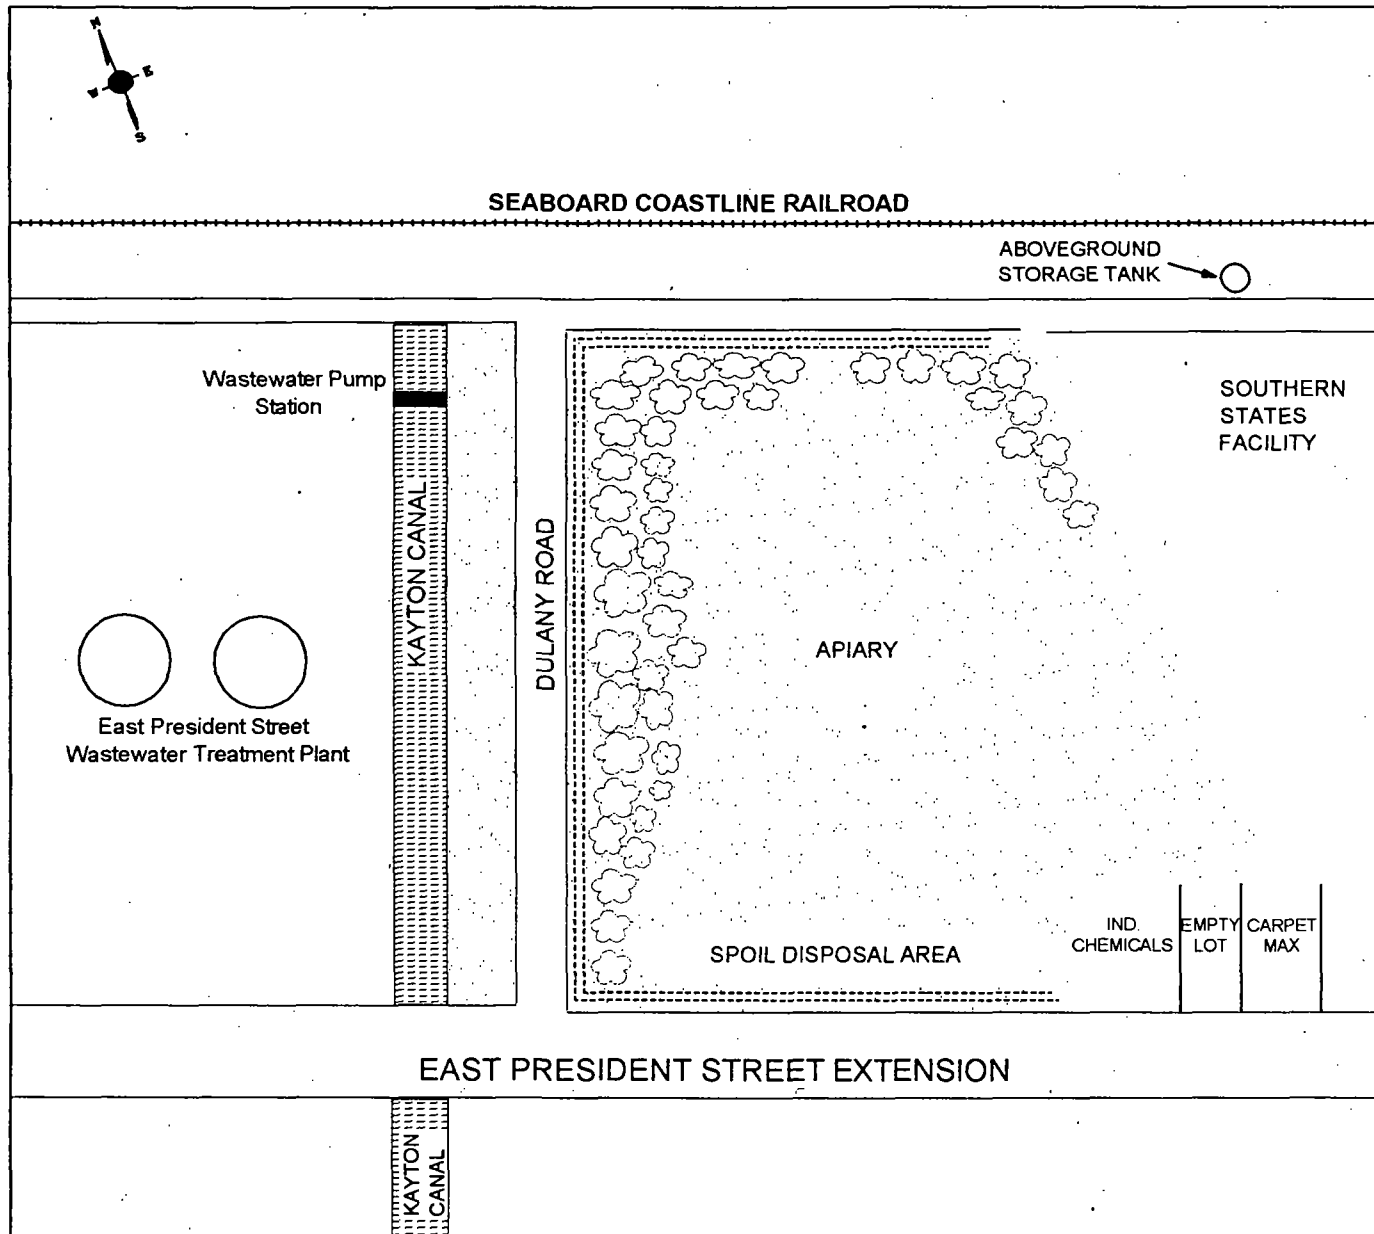 N
W E
S
SEABOARD COASTLINE RAILROAD
ABOVEGROUND
STORAGE TANK
Wastewater Pump
Station
SOUTHERN
STATES
FACILITY
KAYTON CANAL
DULANY ROAD
APIARY
East President Street
Wastewater Treatment Plant
IND.
CHEMICALS
EMPTY
LOT
CARPET
MAX
SPOIL DISPOSAL AREA
EAST PRESIDENT STREET EXTENSION
KAYTON
CANAL